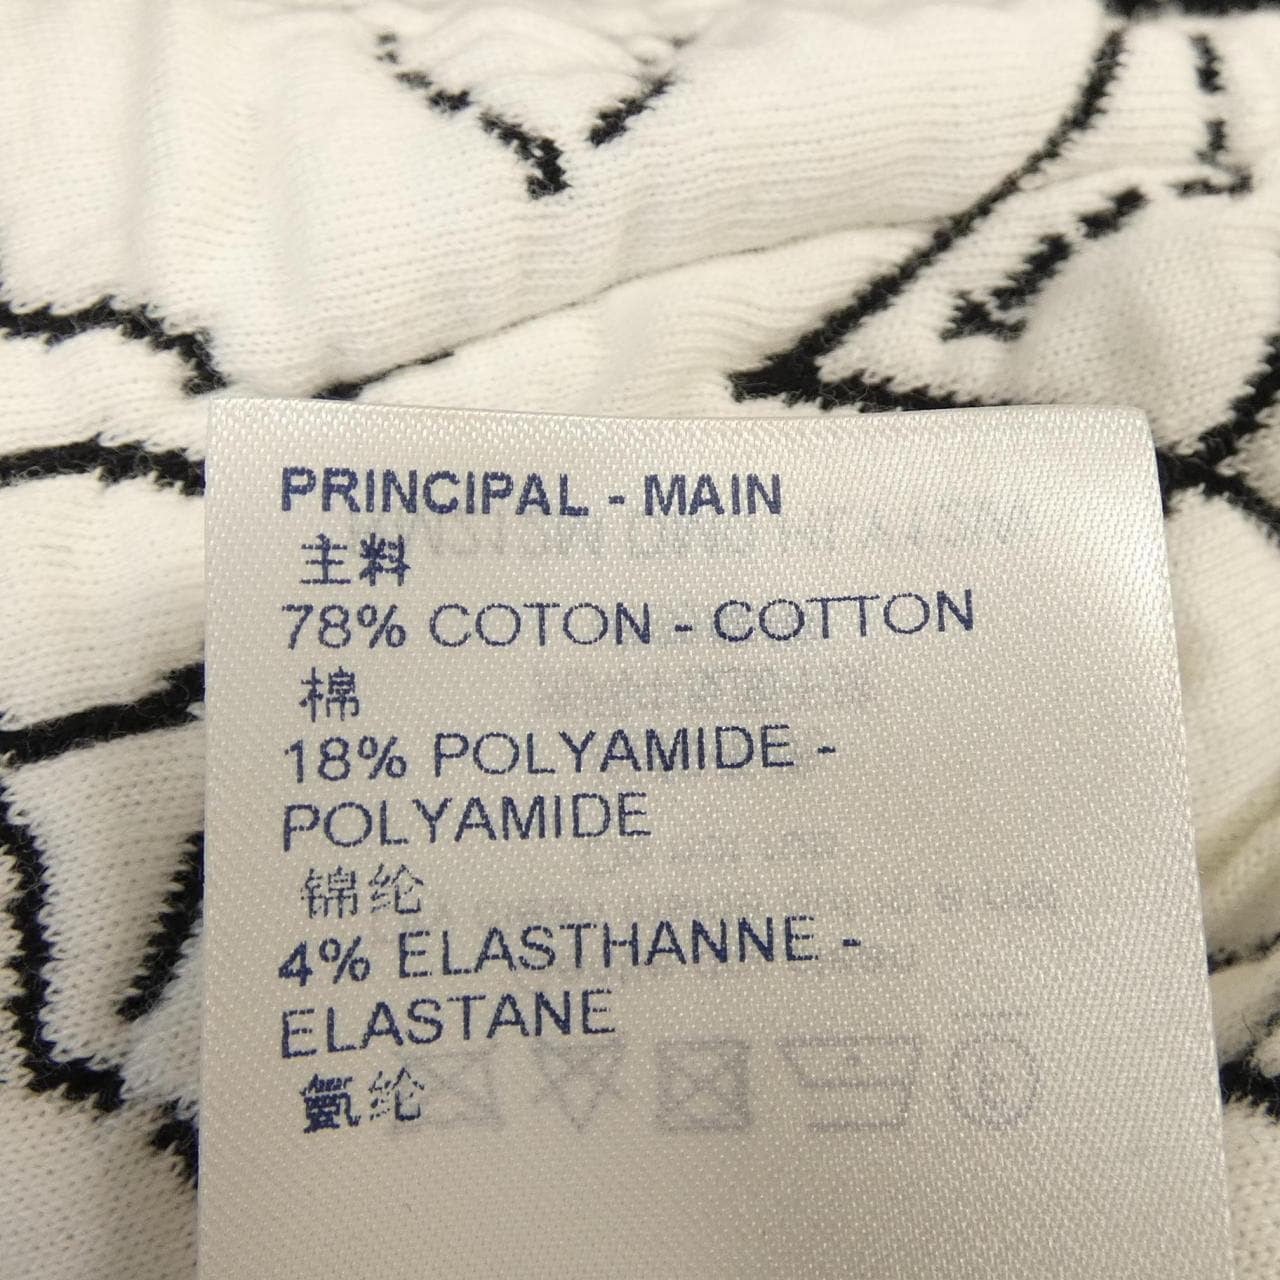 PRINCIPAL - MAIN
主料
78% COTON - COTTON
棉
18% POLYAMIDE -
POLYAMIDE
锦纶
4% ELASTHANNE -
ELASTANE
氨纶